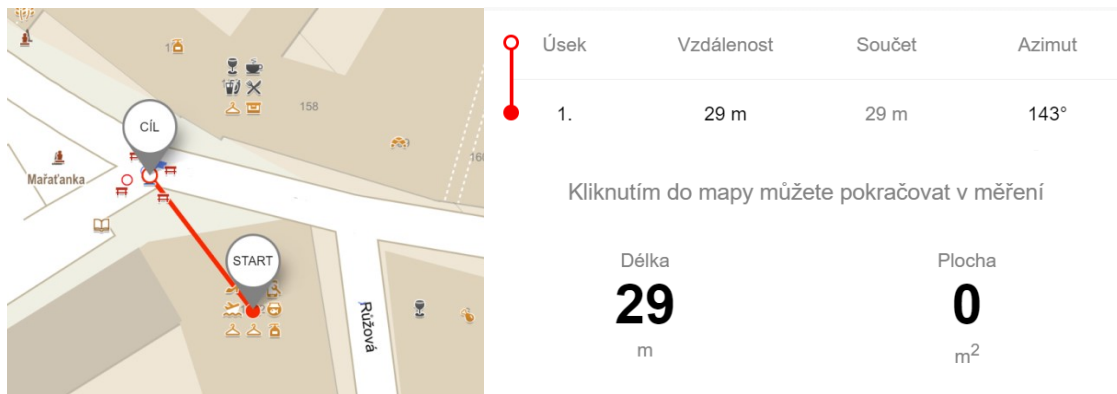 158
CÍL
160
Mařaťanka
START
Růžová
Úsek Vzdálenost Součet Azimut
1. 29 m 29 m 143°
Kliknutím do mapy můžete pokračovat v měření
Délka Plocha
29 0
m m²